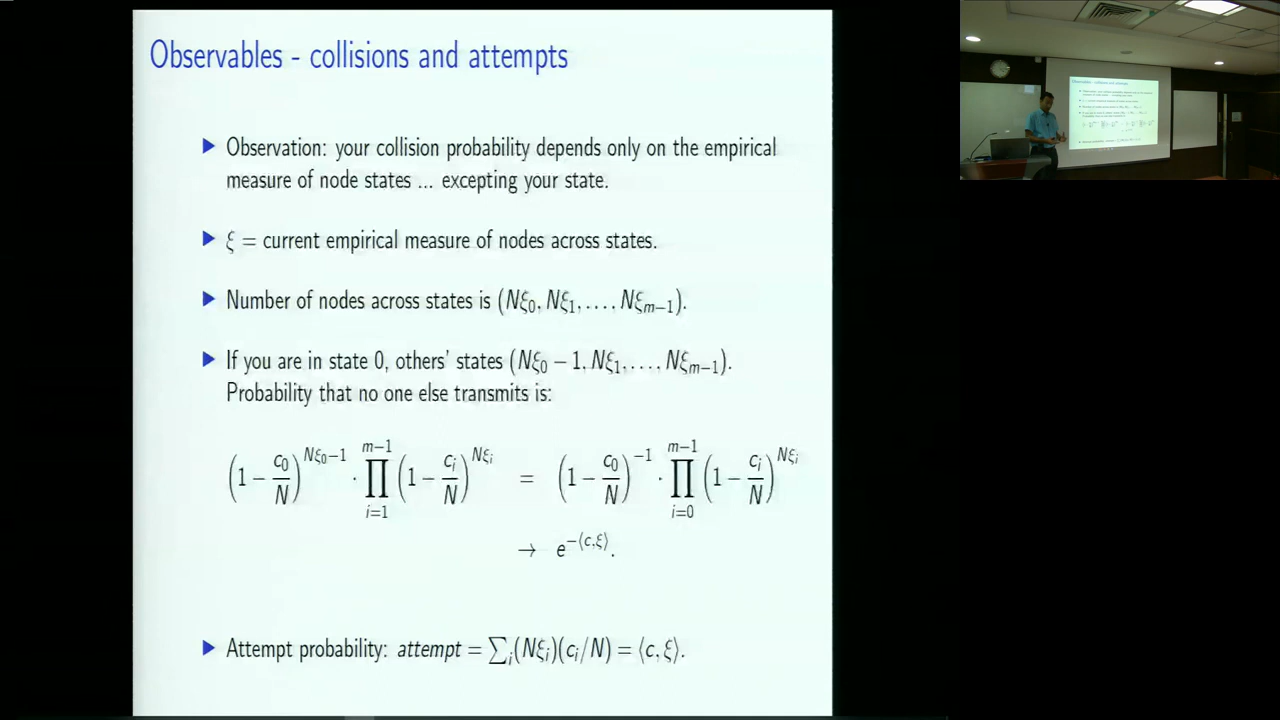 Observables - collisions and attempts
▶ Observation: your collision probability depends only on the empirical
measure of node states ... excepting your state.
▶ ξ = current empirical measure of nodes across states.
▶ Number of nodes across states is (Nξ₀, Nξ₁, . . . , Nξₘ₋₁).
▶ If you are in state 0, others' states (Nξ₀ − 1, Nξ₁, . . . , Nξₘ₋₁).
Probability that no one else transmits is:
(1 − c₀/N)^{Nξ₀−1} · ∏_{i=1}^{m−1} (1 − cᵢ/N)^{Nξᵢ} = (1 − c₀/N)^{−1} · ∏_{i=0}^{m−1} (1 − cᵢ/N)^{Nξᵢ}
→ e^{−⟨c,ξ⟩}.
▶ Attempt probability: attempt = ∑ᵢ(Nξᵢ)(cᵢ/N) = ⟨c, ξ⟩.